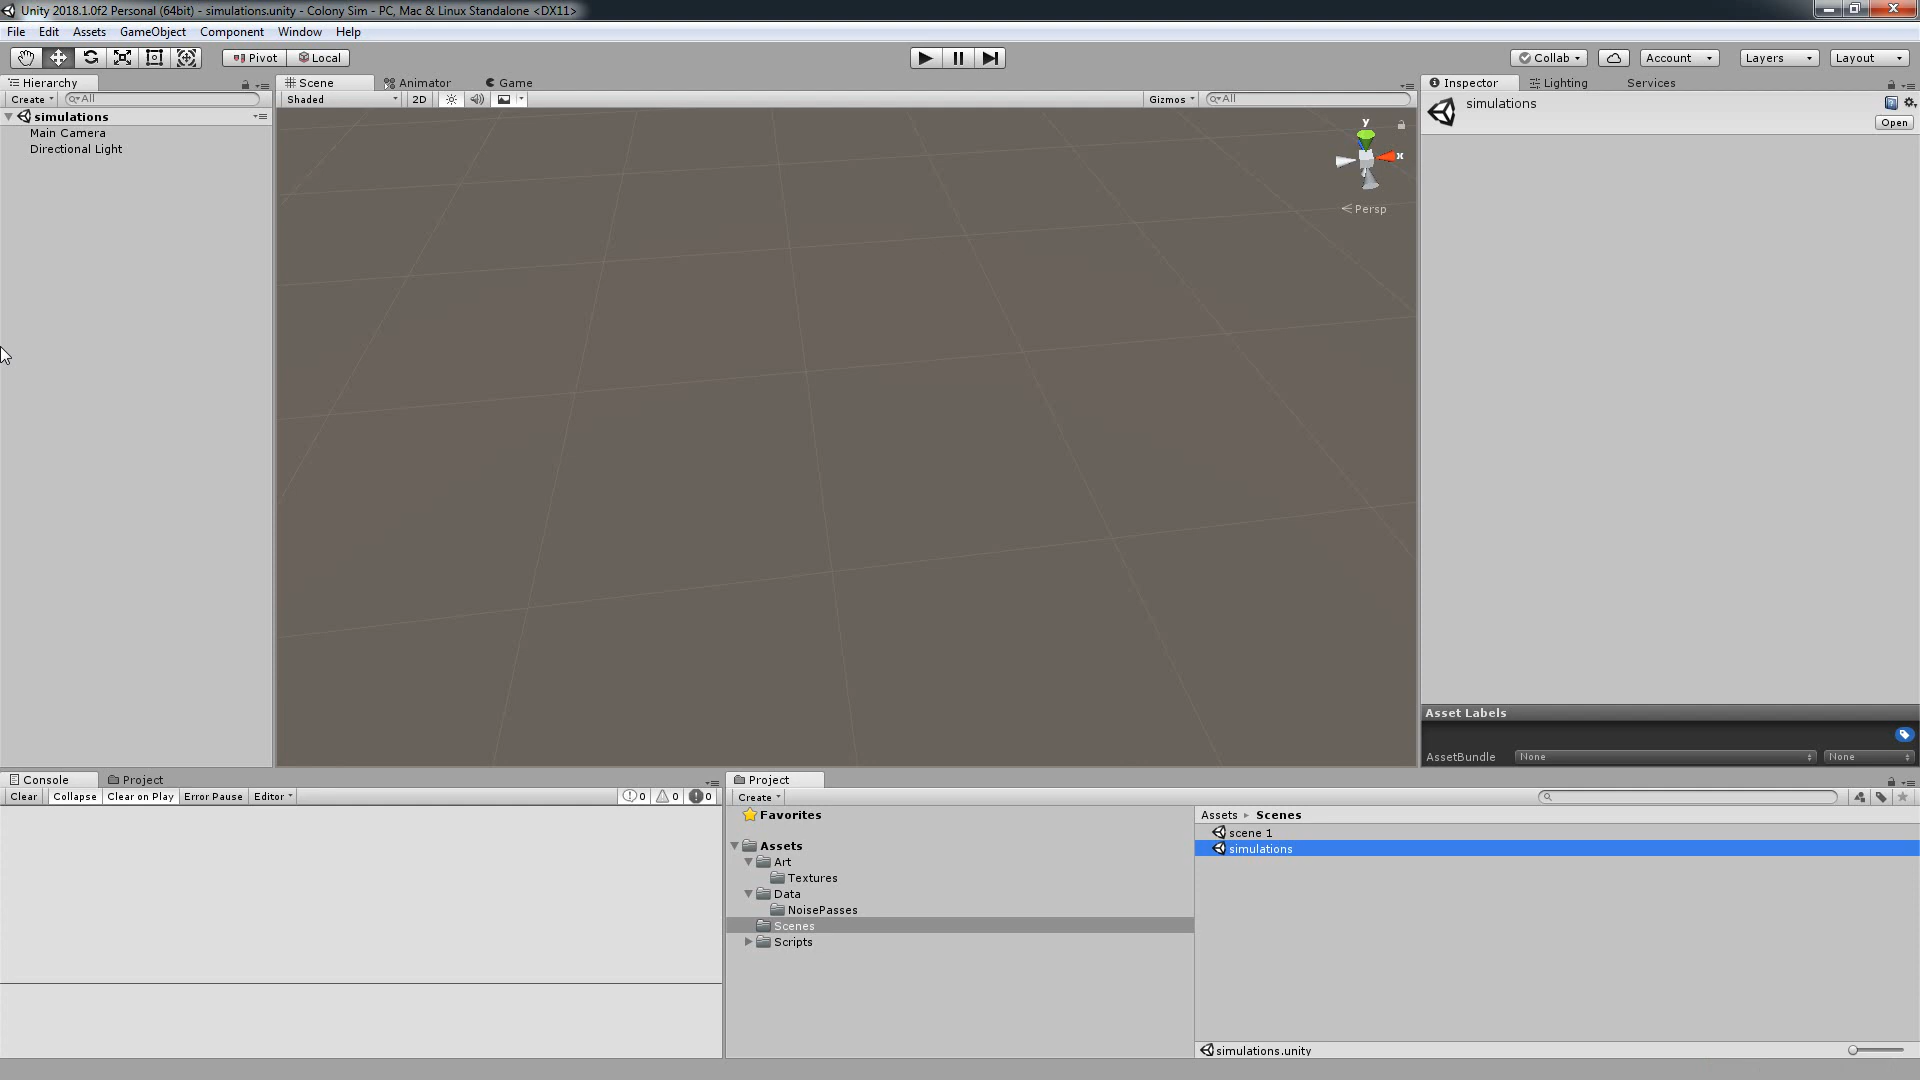 Unity 2018.1.0f2 Personal (64bit) - simulations.unity - Colony Sim - PC, Mac & Linux Standalone <DX11>
File Edit Assets GameObject Component Window Help
Pivot Local Collab Account Layers Layout
Hierarchy Scene Animator Game Inspector Lighting Services
Create All Shaded 2D Gizmos All
simulations
Open
simulations
Main Camera
Directional Light
y
x
Persp
Asset Labels
AssetBundle None None
Console Project
Clear Collapse Clear on Play Error Pause Editor 0 0 0
Project
Create
Favorites
Assets
Art
Textures
Data
NoisePasses
Scenes
Scripts
Assets Scenes
scene 1
simulations
simulations.unity